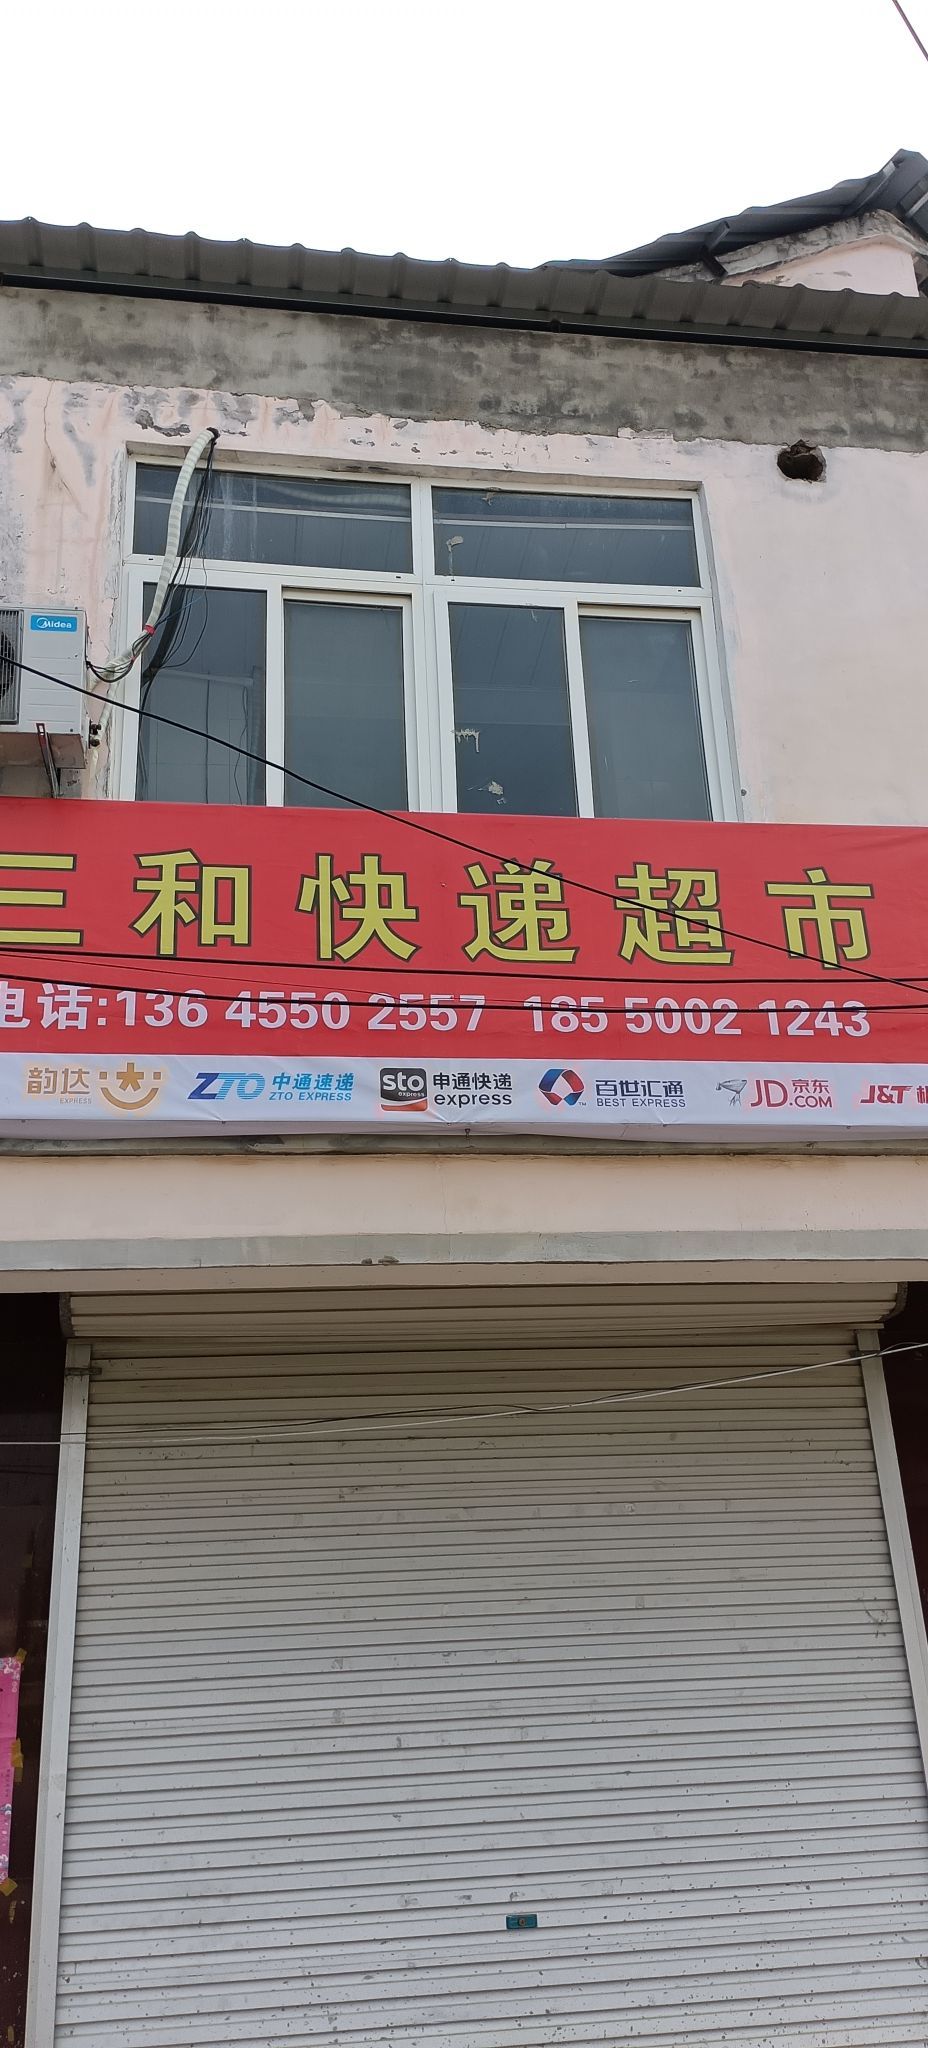 Midea
三和快递超市
电话:136 4550 2557 185 5002 1243
韵达 EXPRESS
ZTO 中通速递 ZTO EXPRESS
sto express 申通快递 express
百世汇通 BEST EXPRESS
JD 京东 .COM
J&T